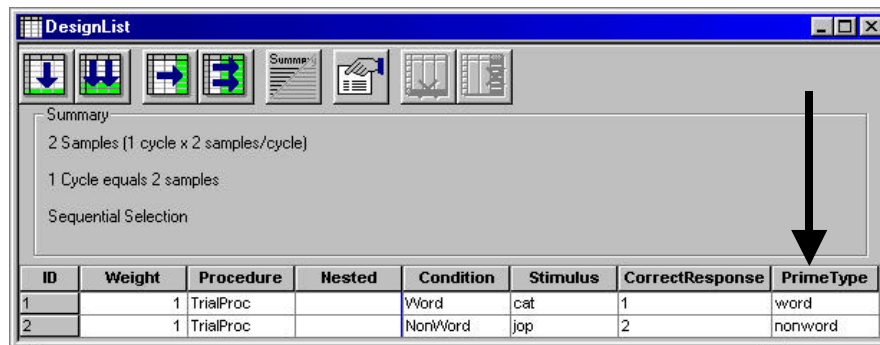 DesignList
Summary
Summary
2 Samples (1 cycle x 2 samples/cycle)
1 Cycle equals 2 samples
Sequential Selection
ID Weight Procedure Nested Condition Stimulus CorrectResponse PrimeType
1 1 TrialProc Word cat 1 word
2 1 TrialProc NonWord jop 2 nonword